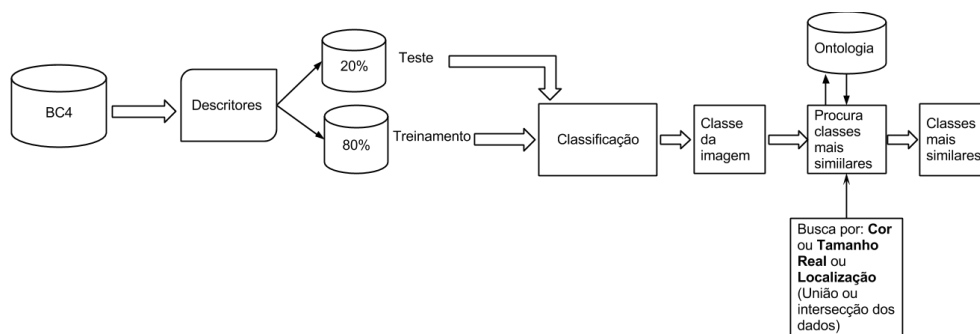 BC4
Descritores
20%
Teste
80%
Treinamento
Classificação
Classe
da
imagem
Ontologia
Procura
classes
mais
simiilares
Classes
mais
similares
Busca por: Cor
ou Tamanho
Real ou
Localização
(União ou
intersecção dos
dados)